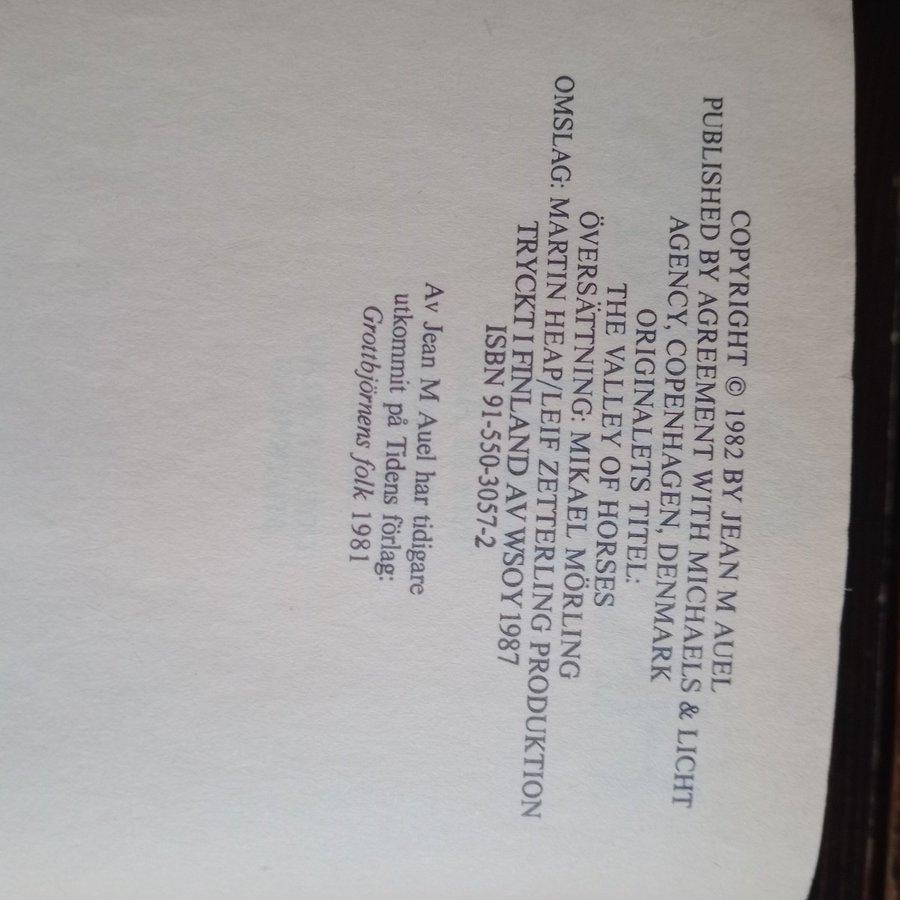 COPYRIGHT © 1982 BY JEAN M AUEL
PUBLISHED BY AGREEMENT WITH MICHAELS & LICHT
AGENCY, COPENHAGEN, DENMARK
ORIGINALETS TITEL:
THE VALLEY OF HORSES
ÖVERSÄTTNING: MIKAEL MÖRLING
OMSLAG: MARTIN HEAP/LEIF ZETTERLING PRODUKTION
TRYCKT I FINLAND AV WSOY 1987
ISBN 91-550-3057-2
Av Jean M Auel har tidigare
utkommit på Tidens förlag:
Grottbjörnens folk 1981